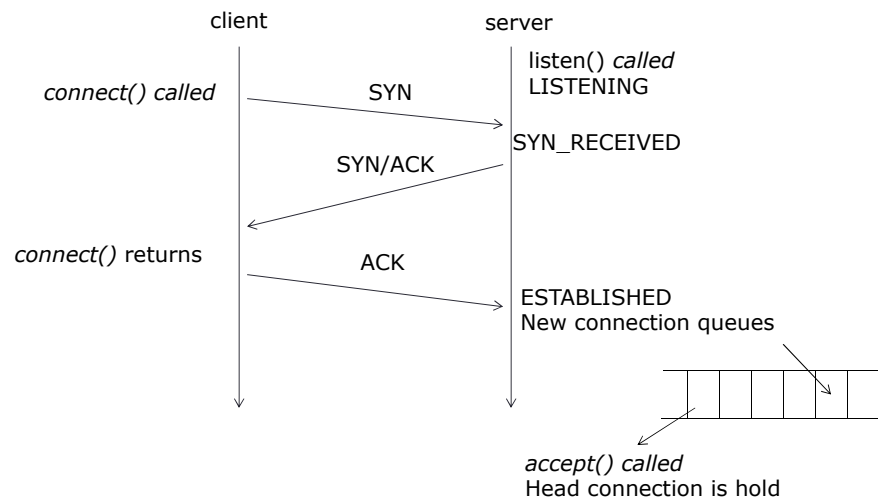 client
server
listen() called
LISTENING
connect() called
SYN
SYN_RECEIVED
SYN/ACK
connect() returns
ACK
ESTABLISHED
New connection queues
accept() called
Head connection is hold